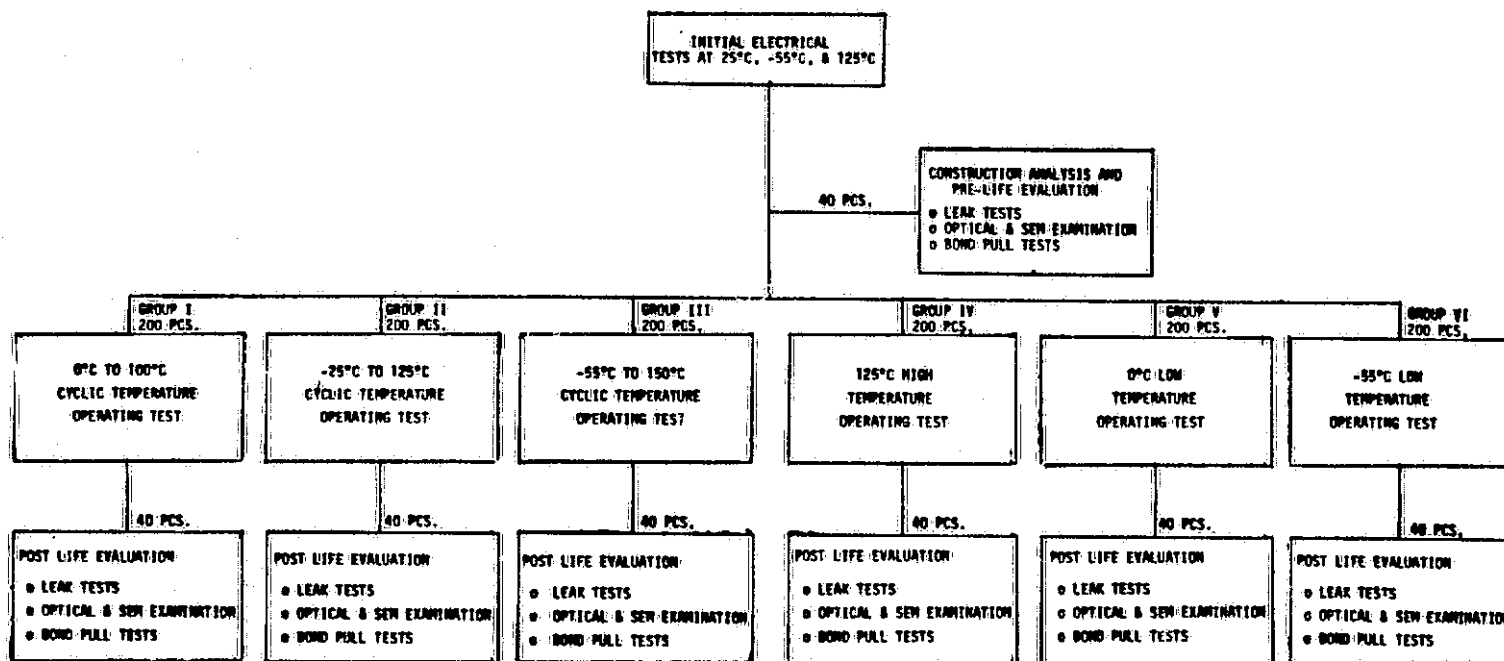 INITIAL ELECTRICAL
TESTS AT 25°C, -55°C, & 125°C
40 PCS.
CONSTRUCTION ANALYSIS AND
PRE-LIFE EVALUATION
• LEAK TESTS
o OPTICAL & SEM EXAMINATION
o BOND PULL TESTS
GROUP I
200 PCS.
0°C TO 100°C
CYCLIC TEMPERATURE
OPERATING TEST
GROUP II
200 PCS.
-25°C TO 125°C
CYCLIC TEMPERATURE
OPERATING TEST
GROUP III
200 PCS.
-55°C TO 150°C
CYCLIC TEMPERATURE
OPERATING TEST
GROUP IV
200 PCS.
125°C HIGH
TEMPERATURE
OPERATING TEST
GROUP V
200 PCS.
0°C LOW
TEMPERATURE
OPERATING TEST
GROUP VI
200 PCS.
-55°C LOW
TEMPERATURE
OPERATING TEST
40 PCS.
POST LIFE EVALUATION
• LEAK TESTS
• OPTICAL & SEM EXAMINATION
• BOND PULL TESTS
40 PCS.
POST LIFE EVALUATION
• LEAK TESTS
• OPTICAL & SEM EXAMINATION
• BOND PULL TESTS
40 PCS.
POST LIFE EVALUATION
• LEAK TESTS
• OPTICAL & SEM EXAMINATION
• BOND PULL TESTS
40 PCS.
POST LIFE EVALUATION
• LEAK TESTS
• OPTICAL & SEM EXAMINATION
• BOND PULL TESTS
40 PCS.
POST LIFE EVALUATION
• LEAK TESTS
o OPTICAL & SEM EXAMINATION
• BOND PULL TESTS
40 PCS.
POST LIFE EVALUATION
• LEAK TESTS
o OPTICAL & SEM EXAMINATION
• BOND PULL TESTS